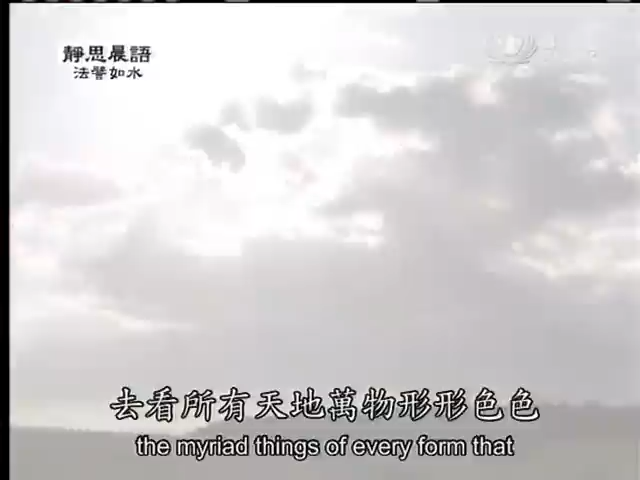 靜思晨語
法譬如水
去看所有天地萬物形形色色
the myriad things of every form that